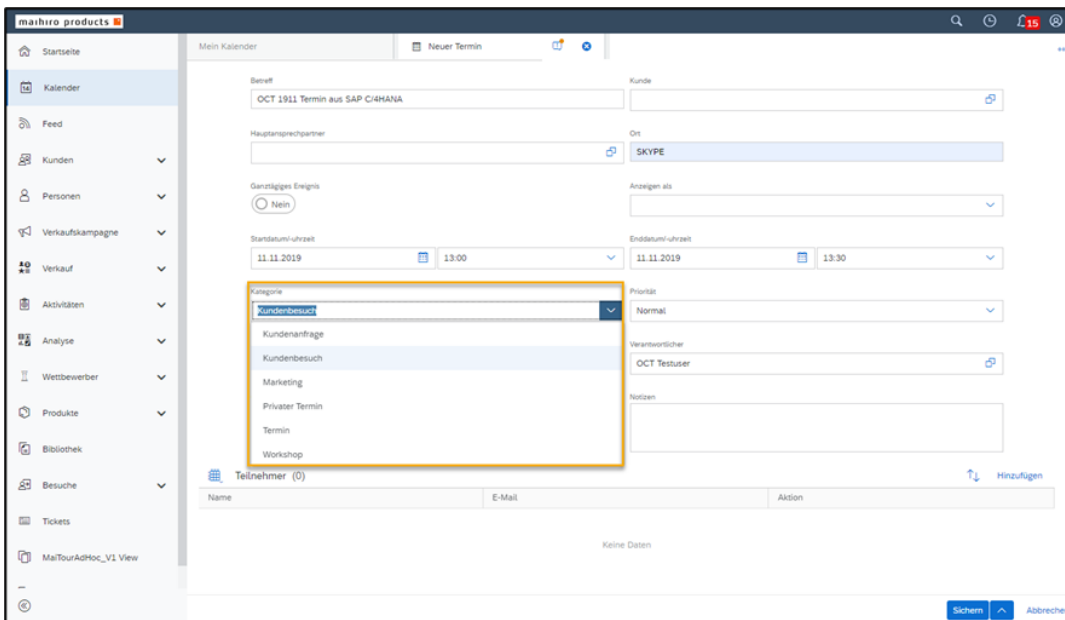 maihiro products
15
Startseite
Kalender
Feed
Kunden
Personen
Verkaufskampagne
Verkauf
Aktivitäten
Analyse
Wettbewerber
Produkte
Bibliothek
Besuche
Tickets
MaiTourAdHoc_V1 View
Mein Kalender
Neuer Termin
Betreff
OCT 1911 Termin aus SAP C/4HANA
Kunde
Hauptansprechpartner
Ort
SKYPE
Ganztägiges Ereignis
Nein
Anzeigen als
Startdatum/-uhrzeit
11.11.2019 13:00
Enddatum/-uhrzeit
11.11.2019 13:30
Kategorie
Kundenbesuch
Kundenanfrage
Kundenbesuch
Marketing
Privater Termin
Termin
Workshop
Priorität
Normal
Verantwortlicher
OCT Testuser
Notizen
Teilnehmer (0)
Hinzufügen
Name E-Mail Aktion
Keine Daten
Sichern
Abbreche